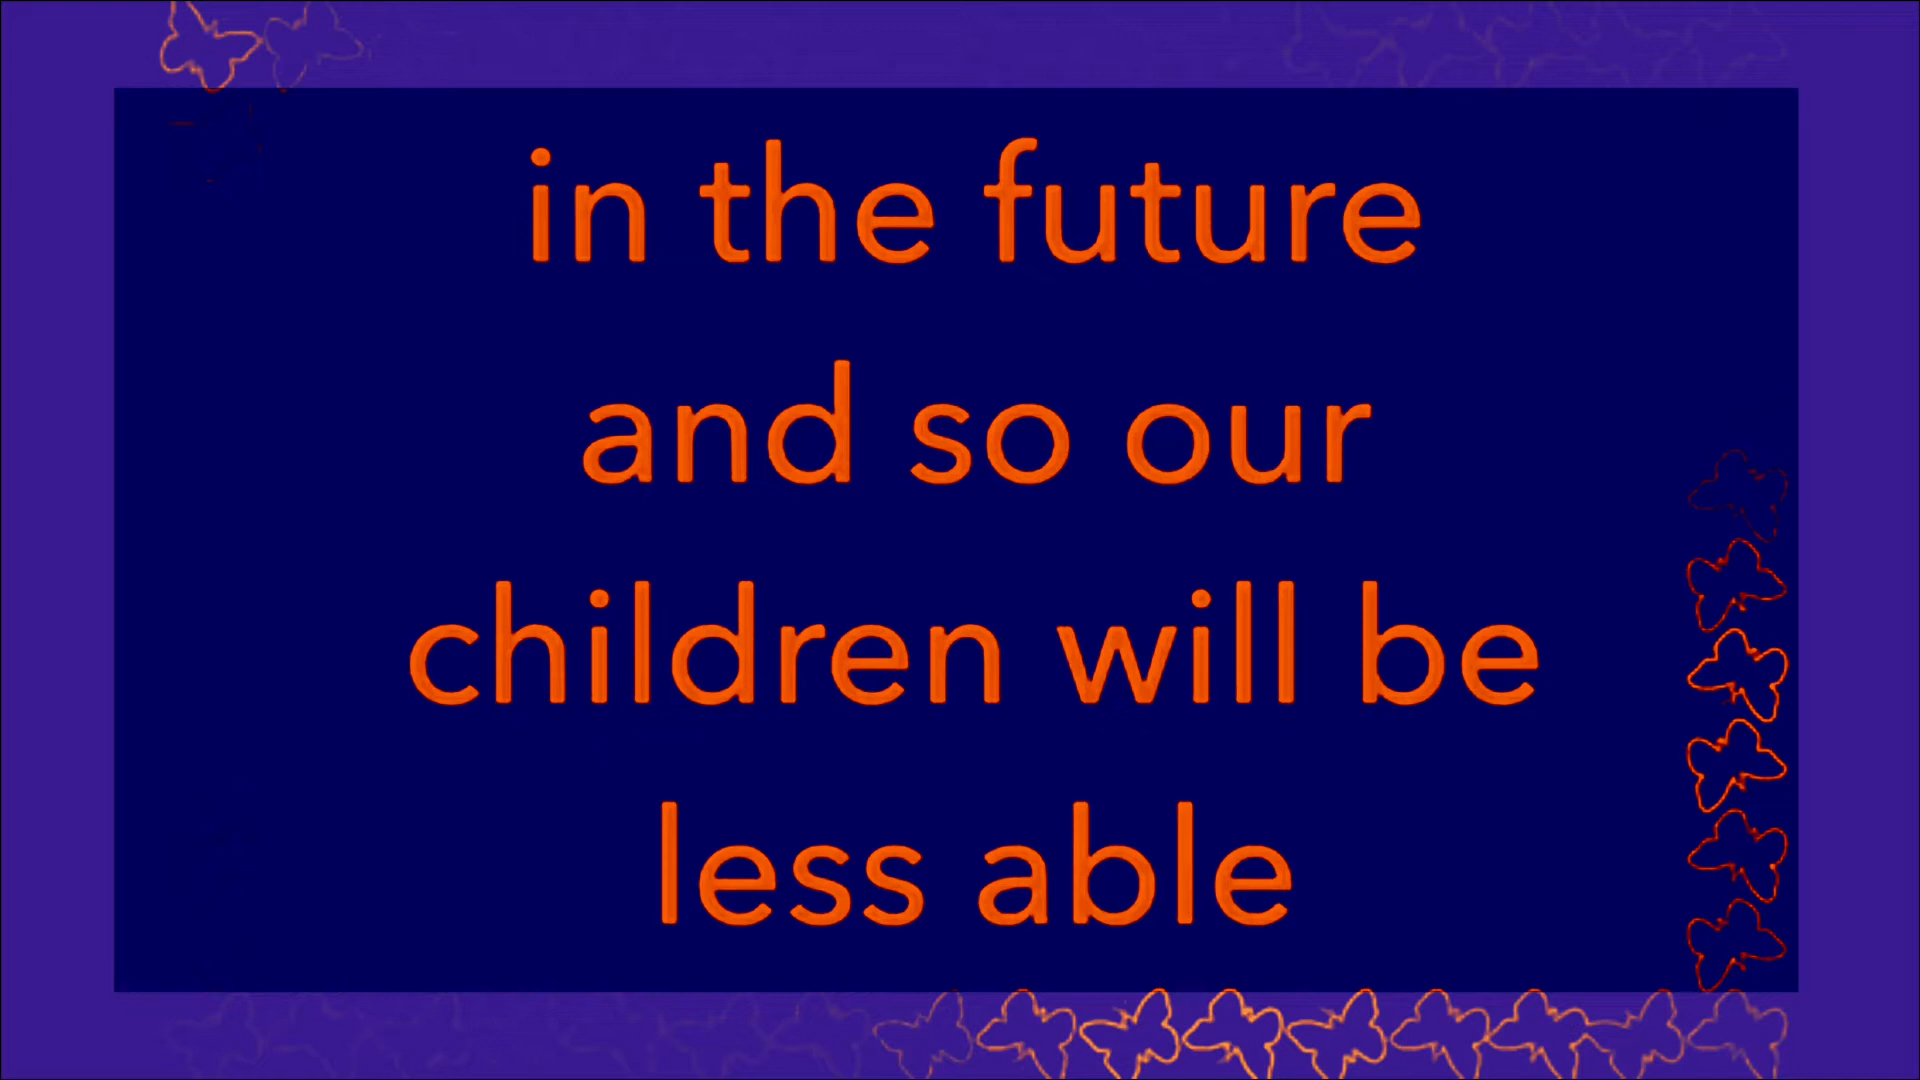 in the future
and so our
children will be
less able